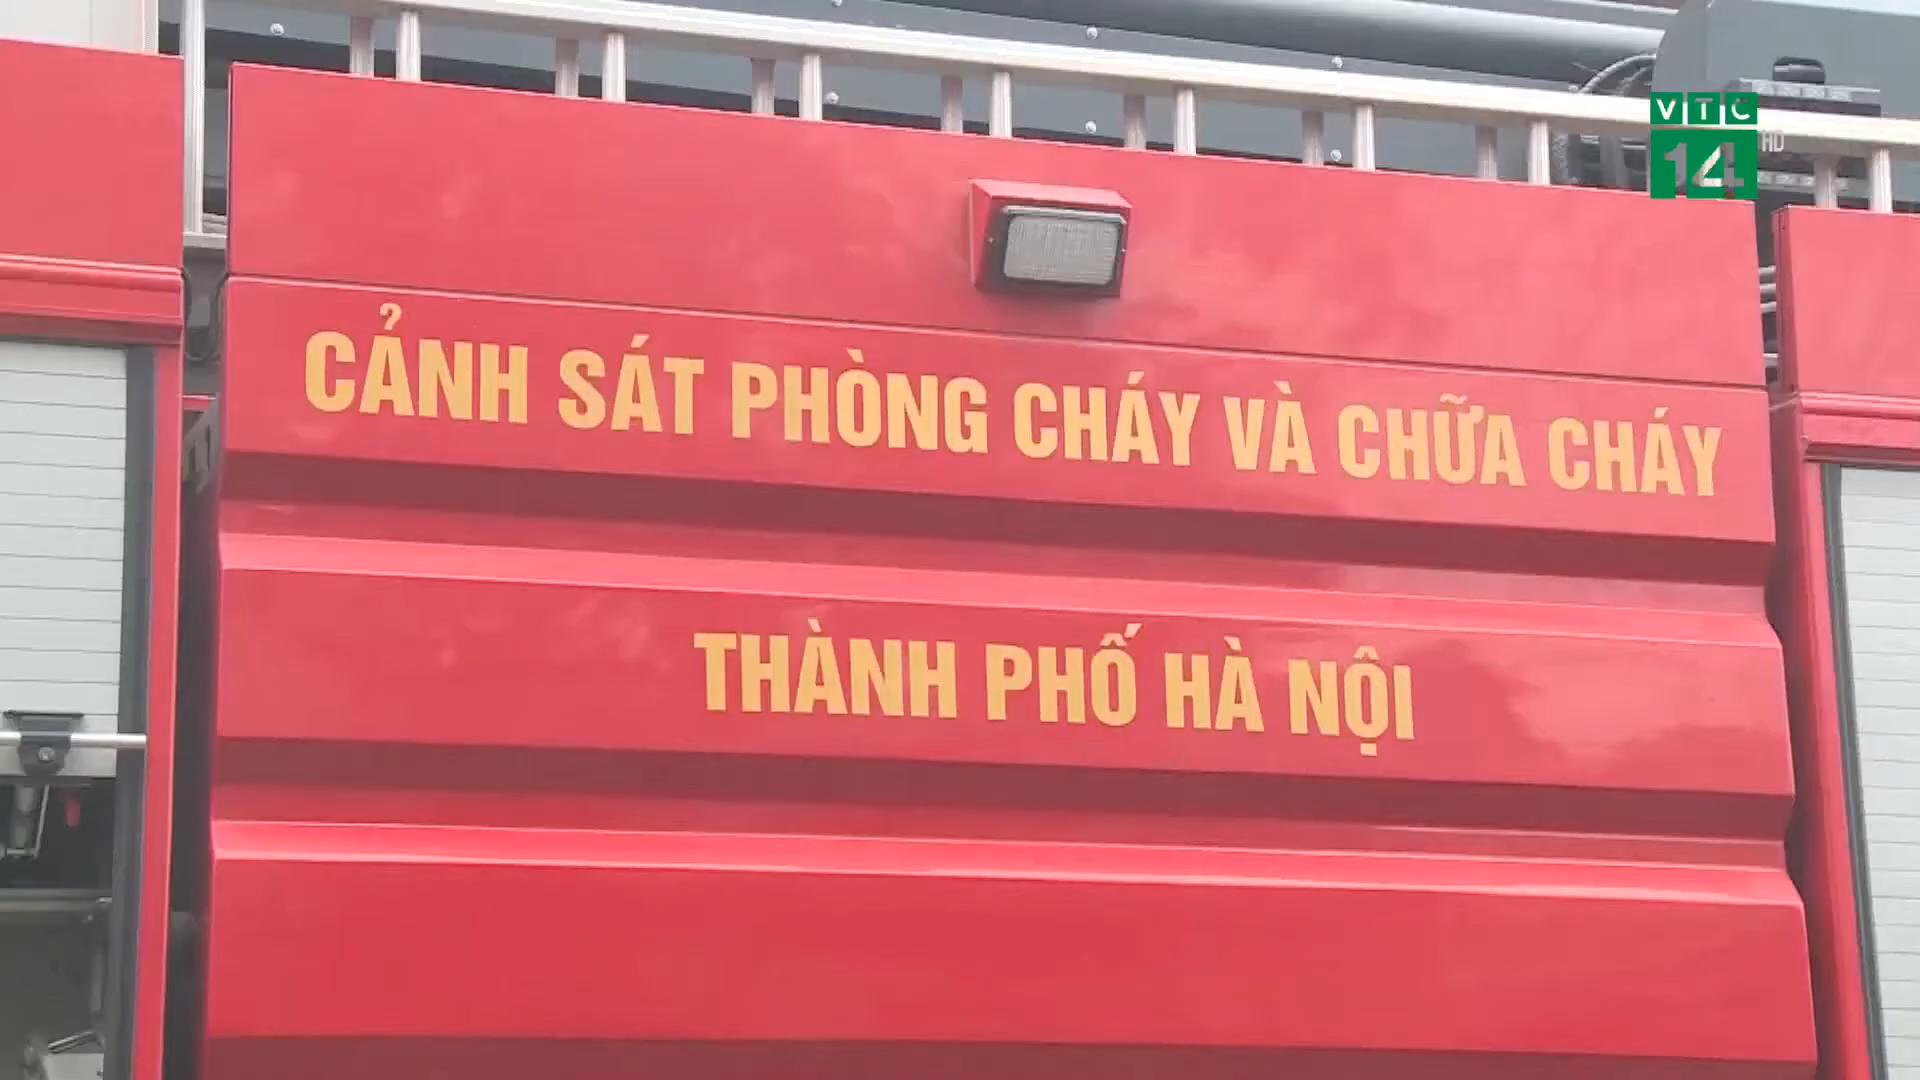 VTC
14 HD
CẢNH SÁT PHÒNG CHÁY VÀ CHỮA CHÁY
THÀNH PHỐ HÀ NỘI